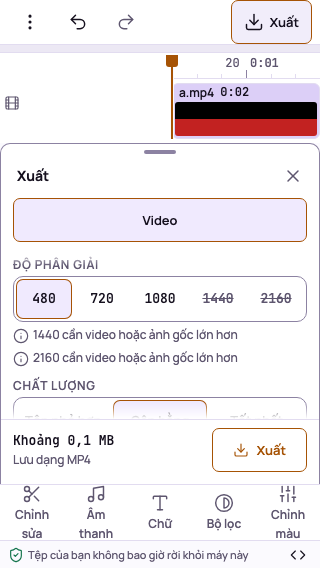 Xuất
20 0:01
a.mp4 0:02
Xuất
Video
ĐỘ PHÂN GIẢI
480 720 1080 1440 2160
1440 cần video hoặc ảnh gốc lớn hơn
2160 cần video hoặc ảnh gốc lớn hơn
CHẤT LƯỢNG
Khoảng 0,1 MB
Lưu dạng MP4
Xuất
Chỉnh sửa
Âm thanh
Chữ
Bộ lọc
Chỉnh màu
Tệp của bạn không bao giờ rời khỏi máy này